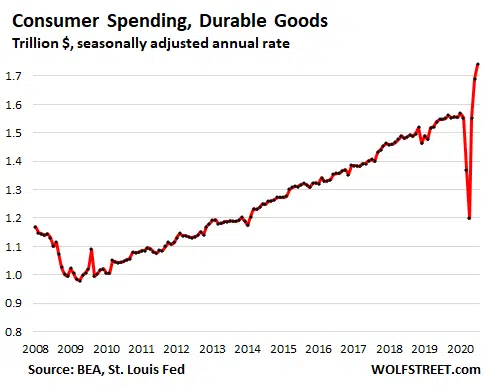 Consumer Spending, Durable Goods
Trillion $, seasonally adjusted annual rate
1.7
1.6
1.5
1.4
1.3
1.2
1.1
1.0
0.9
0.8
2008 2009 2010 2011 2012 2013 2014 2015 2016 2017 2018 2019 2020
Source: BEA, St. Louis Fed WOLFSTREET.com